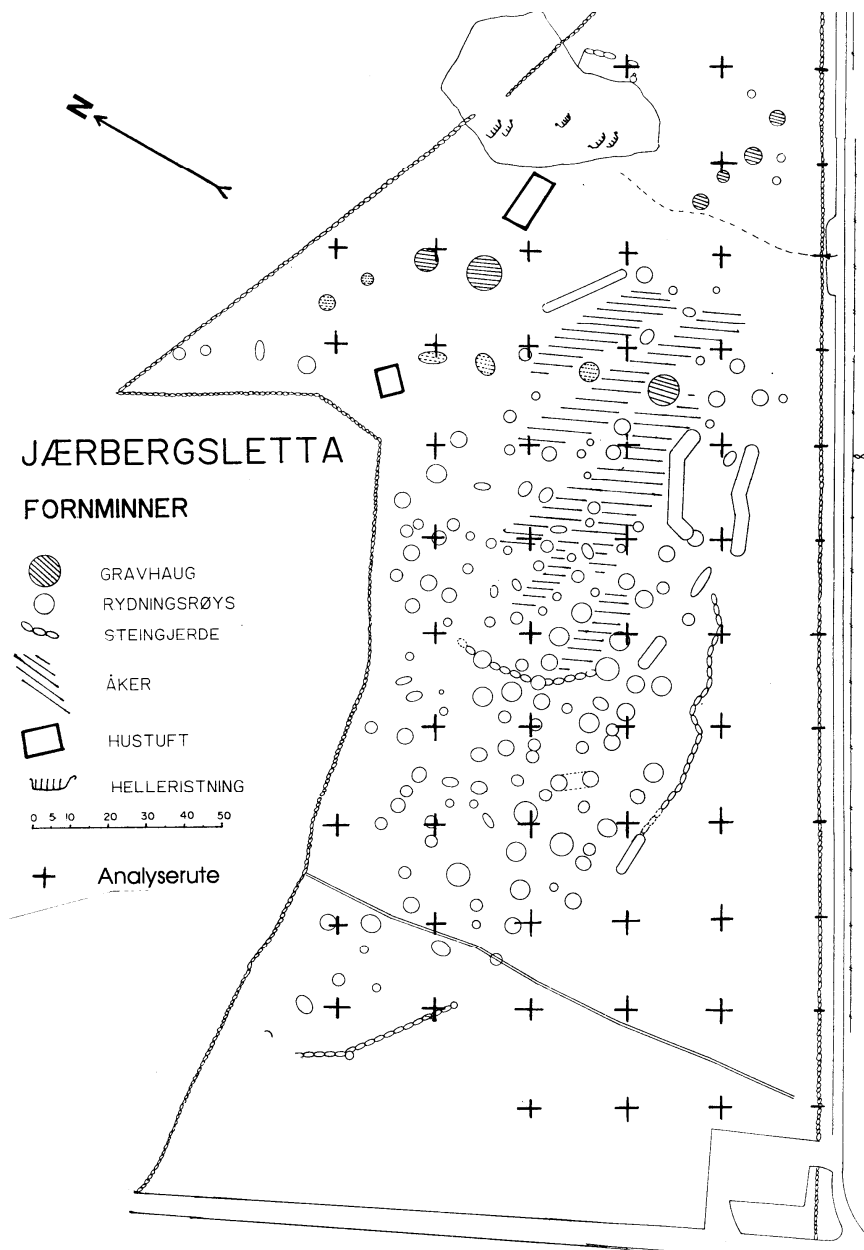 N
JÆRBERGSLETTA
FORNMINNER
GRAVHAUG
RYDNINGSRØYS
STEINGJERDE
ÅKER
HUSTUFT
HELLERISTNING
0 5 10 20 30 40 50
Analyserute